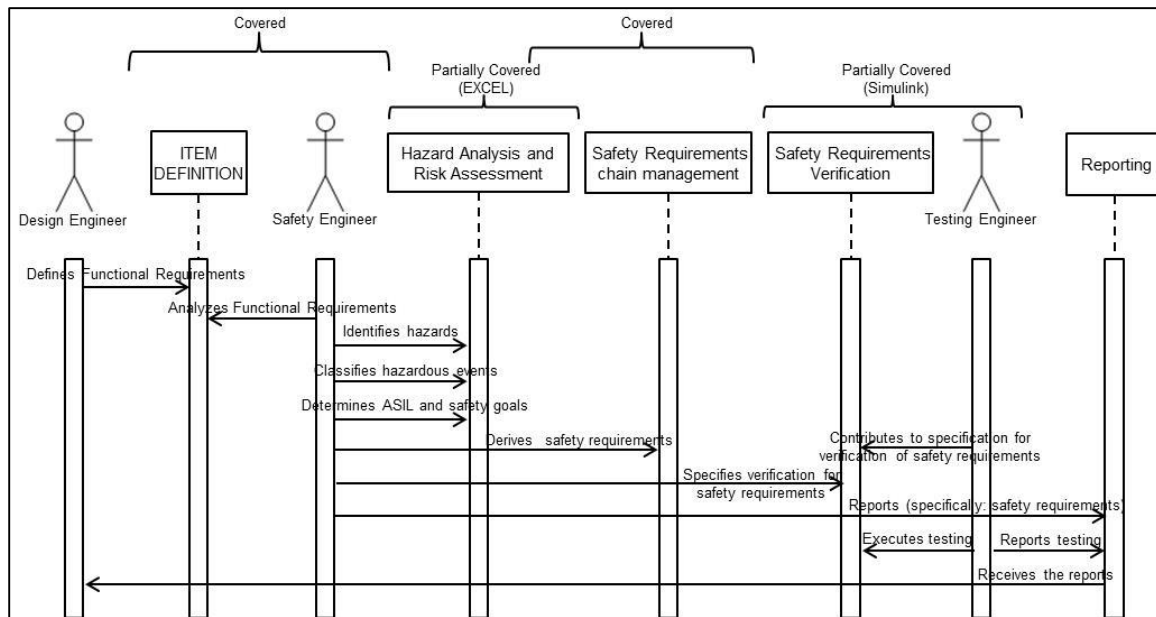 Covered
Covered
Partially Covered
(EXCEL)
Partially Covered
(Simulink)
ITEM
DEFINITION
Hazard Analysis and
Risk Assessment
Safety Requirements
chain management
Safety Requirements
Verification
Reporting
Design Engineer
Safety Engineer
Testing Engineer
Defines Functional Requirements
Analyzes Functional Requirements
Identifies hazards
Classifies hazardous events
Determines ASIL and safety goals
Derives safety requirements
Contributes to specification for
verification of safety requirements
Specifies verification for
safety requirements
Reports (specifically: safety requirements)
Executes testing
Reports testing
Receives the reports